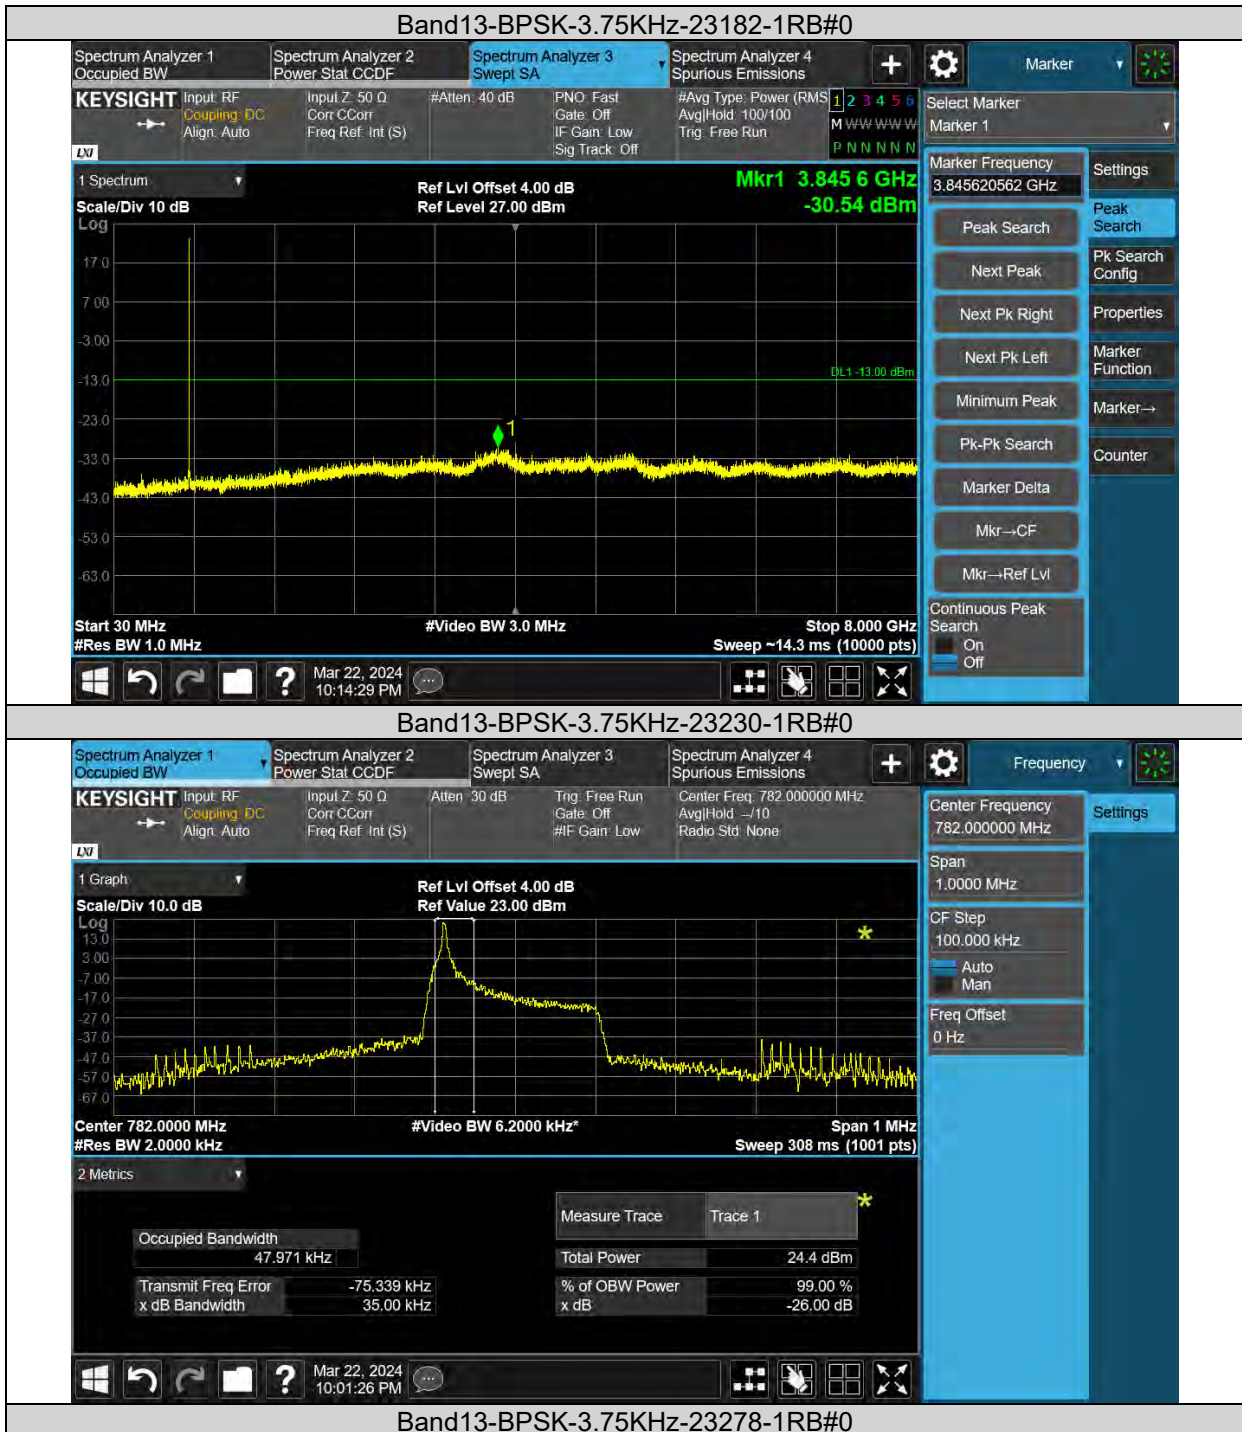 Band13-BPSK-3.75KHz-23182-1RB#0
Spectrum Analyzer 1
Occupied BW
Spectrum Analyzer 2
Power Stat CCDF
Spectrum Analyzer 3
Swept SA
Spectrum Analyzer 4
Spurious Emissions
+
Marker
KEYSIGHT
LXI
Input: RF
Coupling: DC
Align: Auto
Input Z: 50 Ω
Corr CCorr
Freq Ref: Int (S)
#Atten: 40 dB
PNO: Fast
Gate: Off
IF Gain: Low
Sig Track: Off
#Avg Type: Power (RMS
Avg|Hold: 100/100
Trig: Free Run
1 2 3 4 5 6
M W W W W W
P N N N N N
Select Marker
Marker 1
1 Spectrum
Scale/Div 10 dB
Log
Ref Lvl Offset 4.00 dB
Ref Level 27.00 dBm
Mkr1 3.845 6 GHz
-30.54 dBm
17.0
7.00
-3.00
-13.0
-23.0
-33.0
-43.0
-53.0
-63.0
DL1 -13.00 dBm
1
Start 30 MHz
#Res BW 1.0 MHz
#Video BW 3.0 MHz
Stop 8.000 GHz
Sweep ~14.3 ms (10000 pts)
Marker Frequency
3.845620562 GHz
Peak Search
Next Peak
Next Pk Right
Next Pk Left
Minimum Peak
Pk-Pk Search
Marker Delta
Mkr→CF
Mkr→Ref Lvl
Continuous Peak
Search
On
Off
Settings
Peak
Search
Pk Search
Config
Properties
Marker
Function
Marker→
Counter
?
Mar 22, 2024
10:14:29 PM
Band13-BPSK-3.75KHz-23230-1RB#0
Spectrum Analyzer 1
Occupied BW
Spectrum Analyzer 2
Power Stat CCDF
Spectrum Analyzer 3
Swept SA
Spectrum Analyzer 4
Spurious Emissions
+
Frequency
KEYSIGHT
LXI
Input: RF
Coupling: DC
Align: Auto
Input Z: 50 Ω
Corr CCorr
Freq Ref: Int (S)
Atten: 30 dB
Trig: Free Run
Gate: Off
#IF Gain: Low
Center Freq: 782.000000 MHz
Avg|Hold: --/10
Radio Std: None
Center Frequency
782.000000 MHz
Settings
Span
1.0000 MHz
CF Step
100.000 kHz
Auto
Man
Freq Offset
0 Hz
1 Graph
Scale/Div 10.0 dB
Log
Ref Lvl Offset 4.00 dB
Ref Value 23.00 dBm
*
13.0
3.00
-7.00
-17.0
-27.0
-37.0
-47.0
-57.0
-67.0
Center 782.0000 MHz
#Res BW 2.0000 kHz
#Video BW 6.2000 kHz*
Span 1 MHz
Sweep 308 ms (1001 pts)
2 Metrics
*
Measure Trace Trace 1
Occupied Bandwidth
47.971 kHz
Total Power 24.4 dBm
Transmit Freq Error -75.339 kHz
% of OBW Power 99.00 %
x dB Bandwidth 35.00 kHz
x dB -26.00 dB
?
Mar 22, 2024
10:01:26 PM
Band13-BPSK-3.75KHz-23278-1RB#0